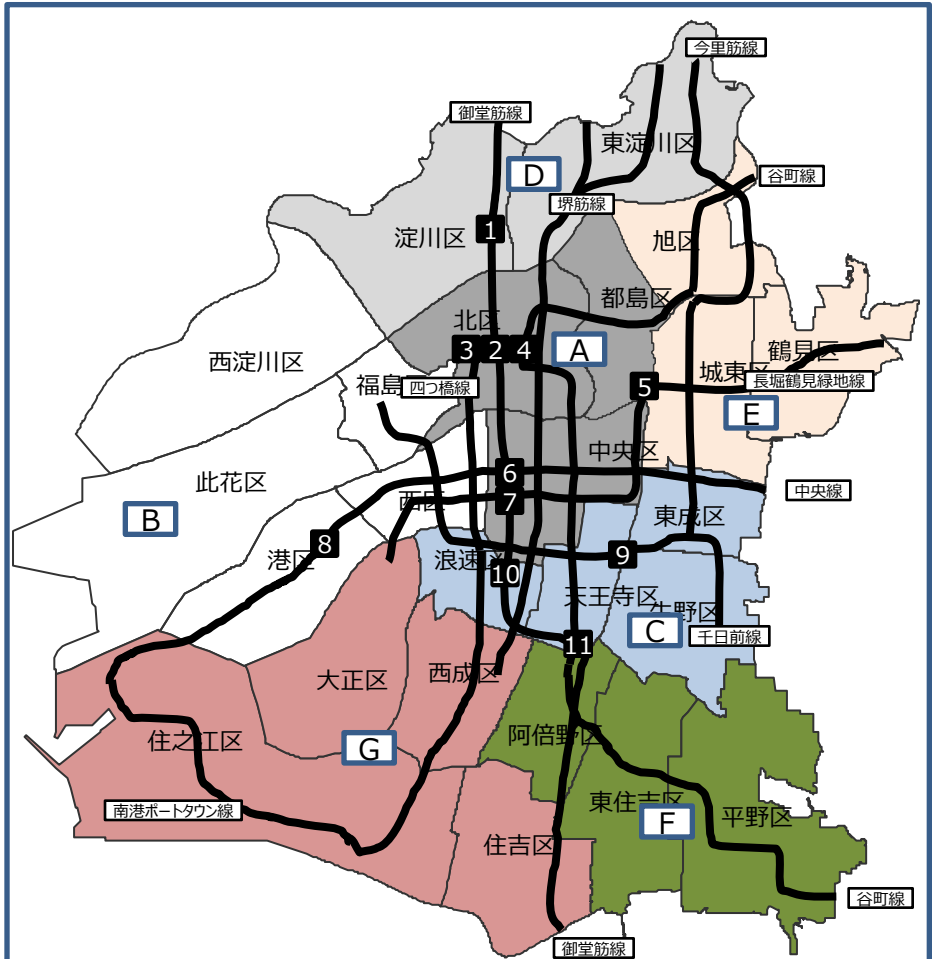 今里筋線
御堂筋線
東淀川区
D
谷町線
堺筋線
1
淀川区
旭区
都島区
北区
3
2
4
A
鶴見区
西淀川区
城東区
福島
四つ橋線
5
長堀鶴見緑地線
E
中央区
6
此花区
中央線
7
西区
B
東成区
8
9
港区
浪速区
10
天王寺区
生野区
C
千日前線
11
大正区
西成区
阿倍野区
住之江区
G
東住吉区
南港ポートタウン線
F
平野区
住吉区
谷町線
御堂筋線